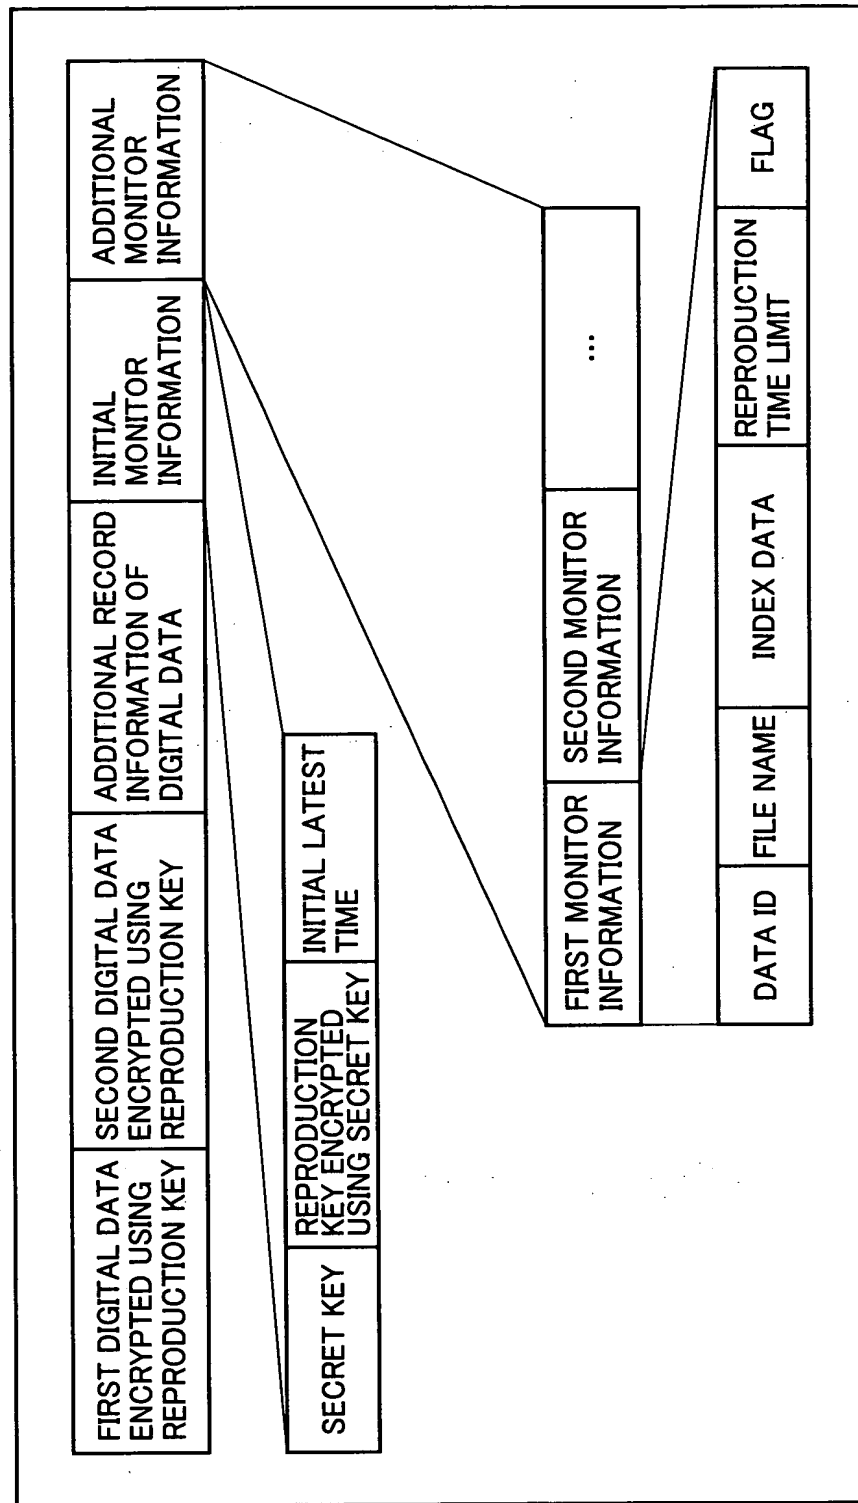 FIRST DIGITAL DATA
ENCRYPTED USING
REPRODUCTION KEY
SECOND DIGITAL DATA
ENCRYPTED USING
REPRODUCTION KEY
ADDITIONAL RECORD
INFORMATION OF
DIGITAL DATA
INITIAL
MONITOR
INFORMATION
ADDITIONAL
MONITOR
INFORMATION
SECRET KEY
REPRODUCTION
KEY ENCRYPTED
USING SECRET KEY
INITIAL LATEST
TIME
FIRST MONITOR
INFORMATION
SECOND MONITOR
INFORMATION
...
DATA ID
FILE NAME
INDEX DATA
REPRODUCTION
TIME LIMIT
FLAG